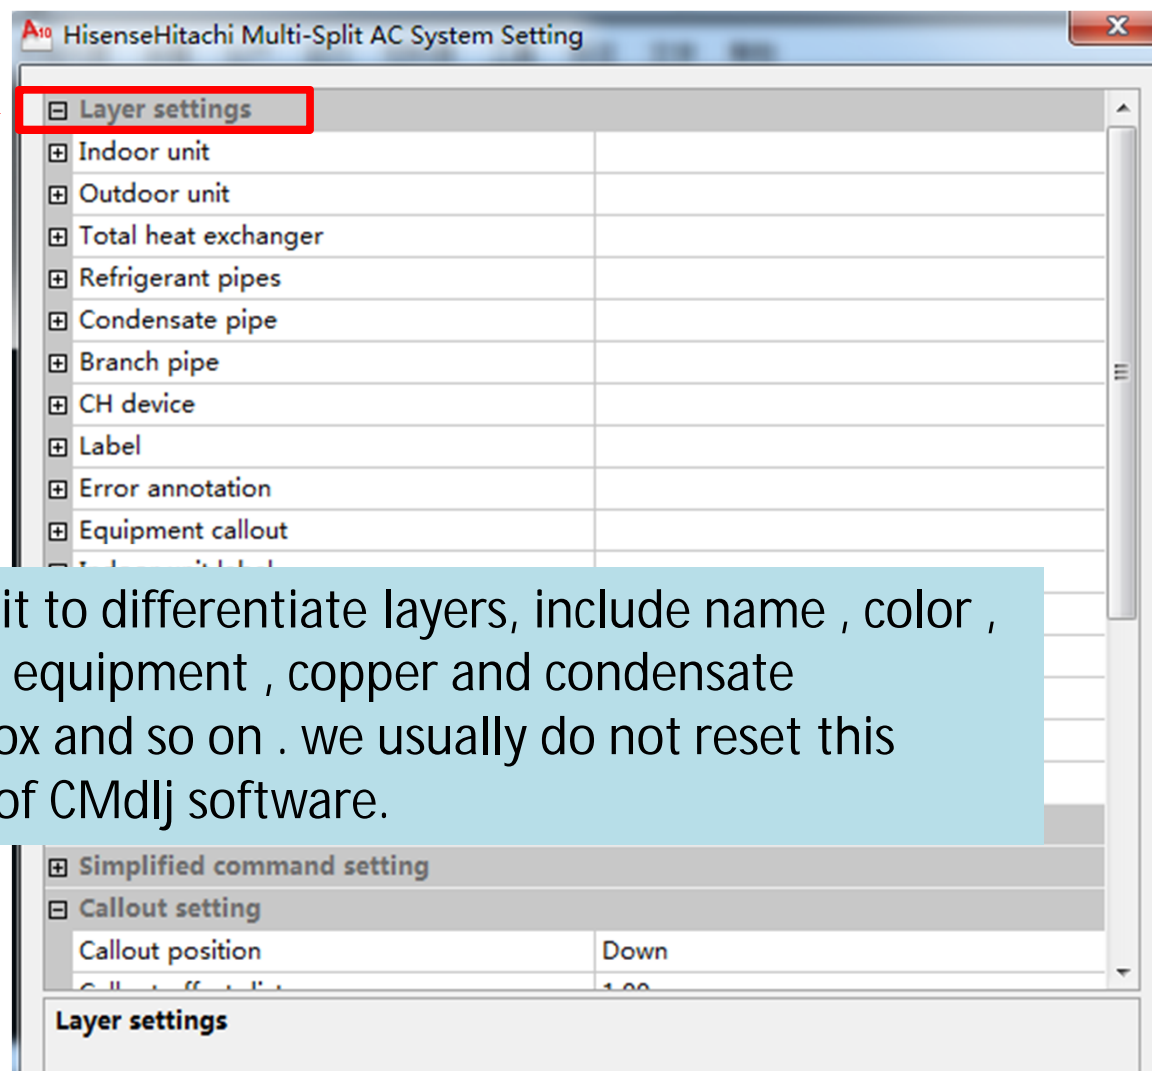 A10 HisenseHitachi Multi-Split AC System Setting
Layer settings
Indoor unit
Outdoor unit
Total heat exchanger
Refrigerant pipes
Condensate pipe
Branch pipe
CH device
Label
Error annotation
Equipment callout
it to differentiate layers, include name , color ,
equipment , copper and condensate
ox and so on . we usually do not reset this
of CMdlj software.
Simplified command setting
Callout setting
Callout position Down
Layer settings